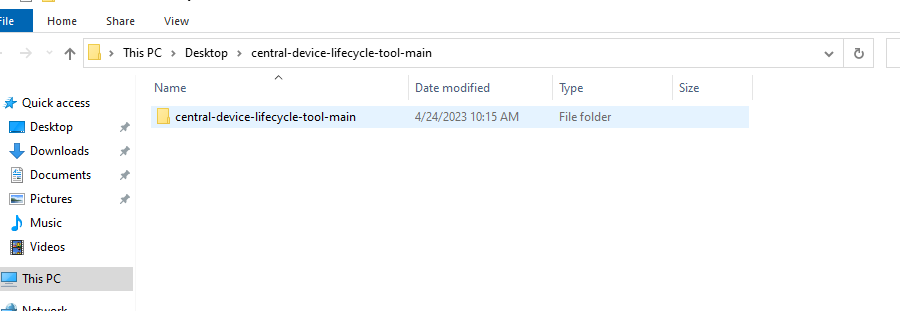 File Home Share View
This PC > Desktop > central-device-lifecycle-tool-main
Name Date modified Type Size
Quick access
central-device-lifecycle-tool-main 4/24/2023 10:15 AM File folder
Desktop
Downloads
Documents
Pictures
Music
Videos
This PC
Network